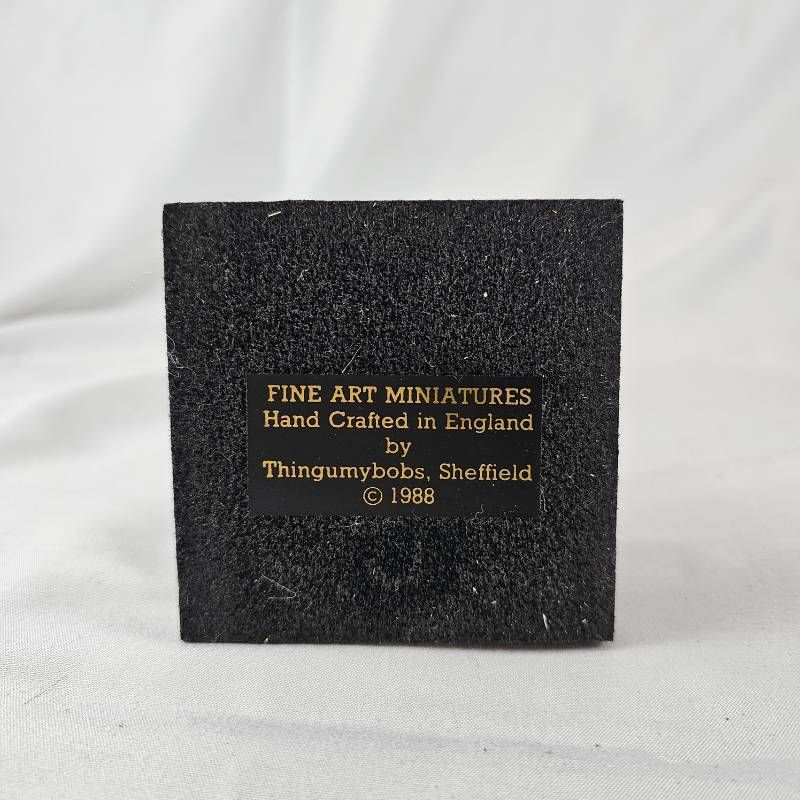 FINE ART MINIATURES
Hand Crafted in England
by
Thingumybobs, Sheffield
© 1988